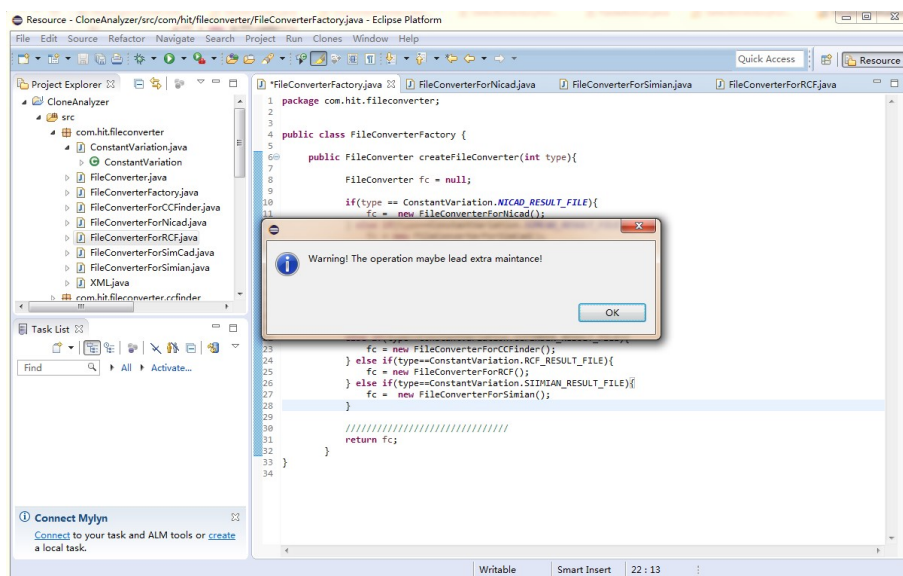 Resource - CloneAnalyzer/src/com/hit/fileconverter/FileConverterFactory.java - Eclipse Platform
File Edit Source Refactor Navigate Search Project Run Clones Window Help
Quick Access
Resource
Project Explorer
CloneAnalyzer
src
com.hit.fileconverter
ConstantVariation.java
ConstantVariation
FileConverter.java
FileConverterFactory.java
FileConverterForCCFinder.java
FileConverterForNicad.java
FileConverterForRCF.java
FileConverterForSimCad.java
FileConverterForSimian.java
XML.java
com.hit.fileconverter.ccfinder
Task List
Find
All
Activate...
Connect Mylyn
Connect to your task and ALM tools or create
a local task.
*FileConverterFactory.java FileConverterForNicad.java FileConverterForSimian.java FileConverterForRCF.java
1 package com.hit.fileconverter;
2
3
4 public class FileConverterFactory {
5
6 public FileConverter createFileConverter(int type){
7
8 FileConverter fc = null;
9
10 if(type == ConstantVariation.NICAD_RESULT_FILE){
11 fc = new FileConverterForNicad();
Warning! The operation maybe lead extra maintance!
OK
23 fc = new FileConverterForCCFinder();
24 } else if(type==ConstantVariation.RCF_RESULT_FILE){
25 fc = new FileConverterForRCF();
26 } else if(type==ConstantVariation.SIIMIAN_RESULT_FILE){
27 fc = new FileConverterForSimian();
28 }
29
30 ///////////////////////////////
31 return fc;
32 }
33 }
34
Writable Smart Insert 22 : 13